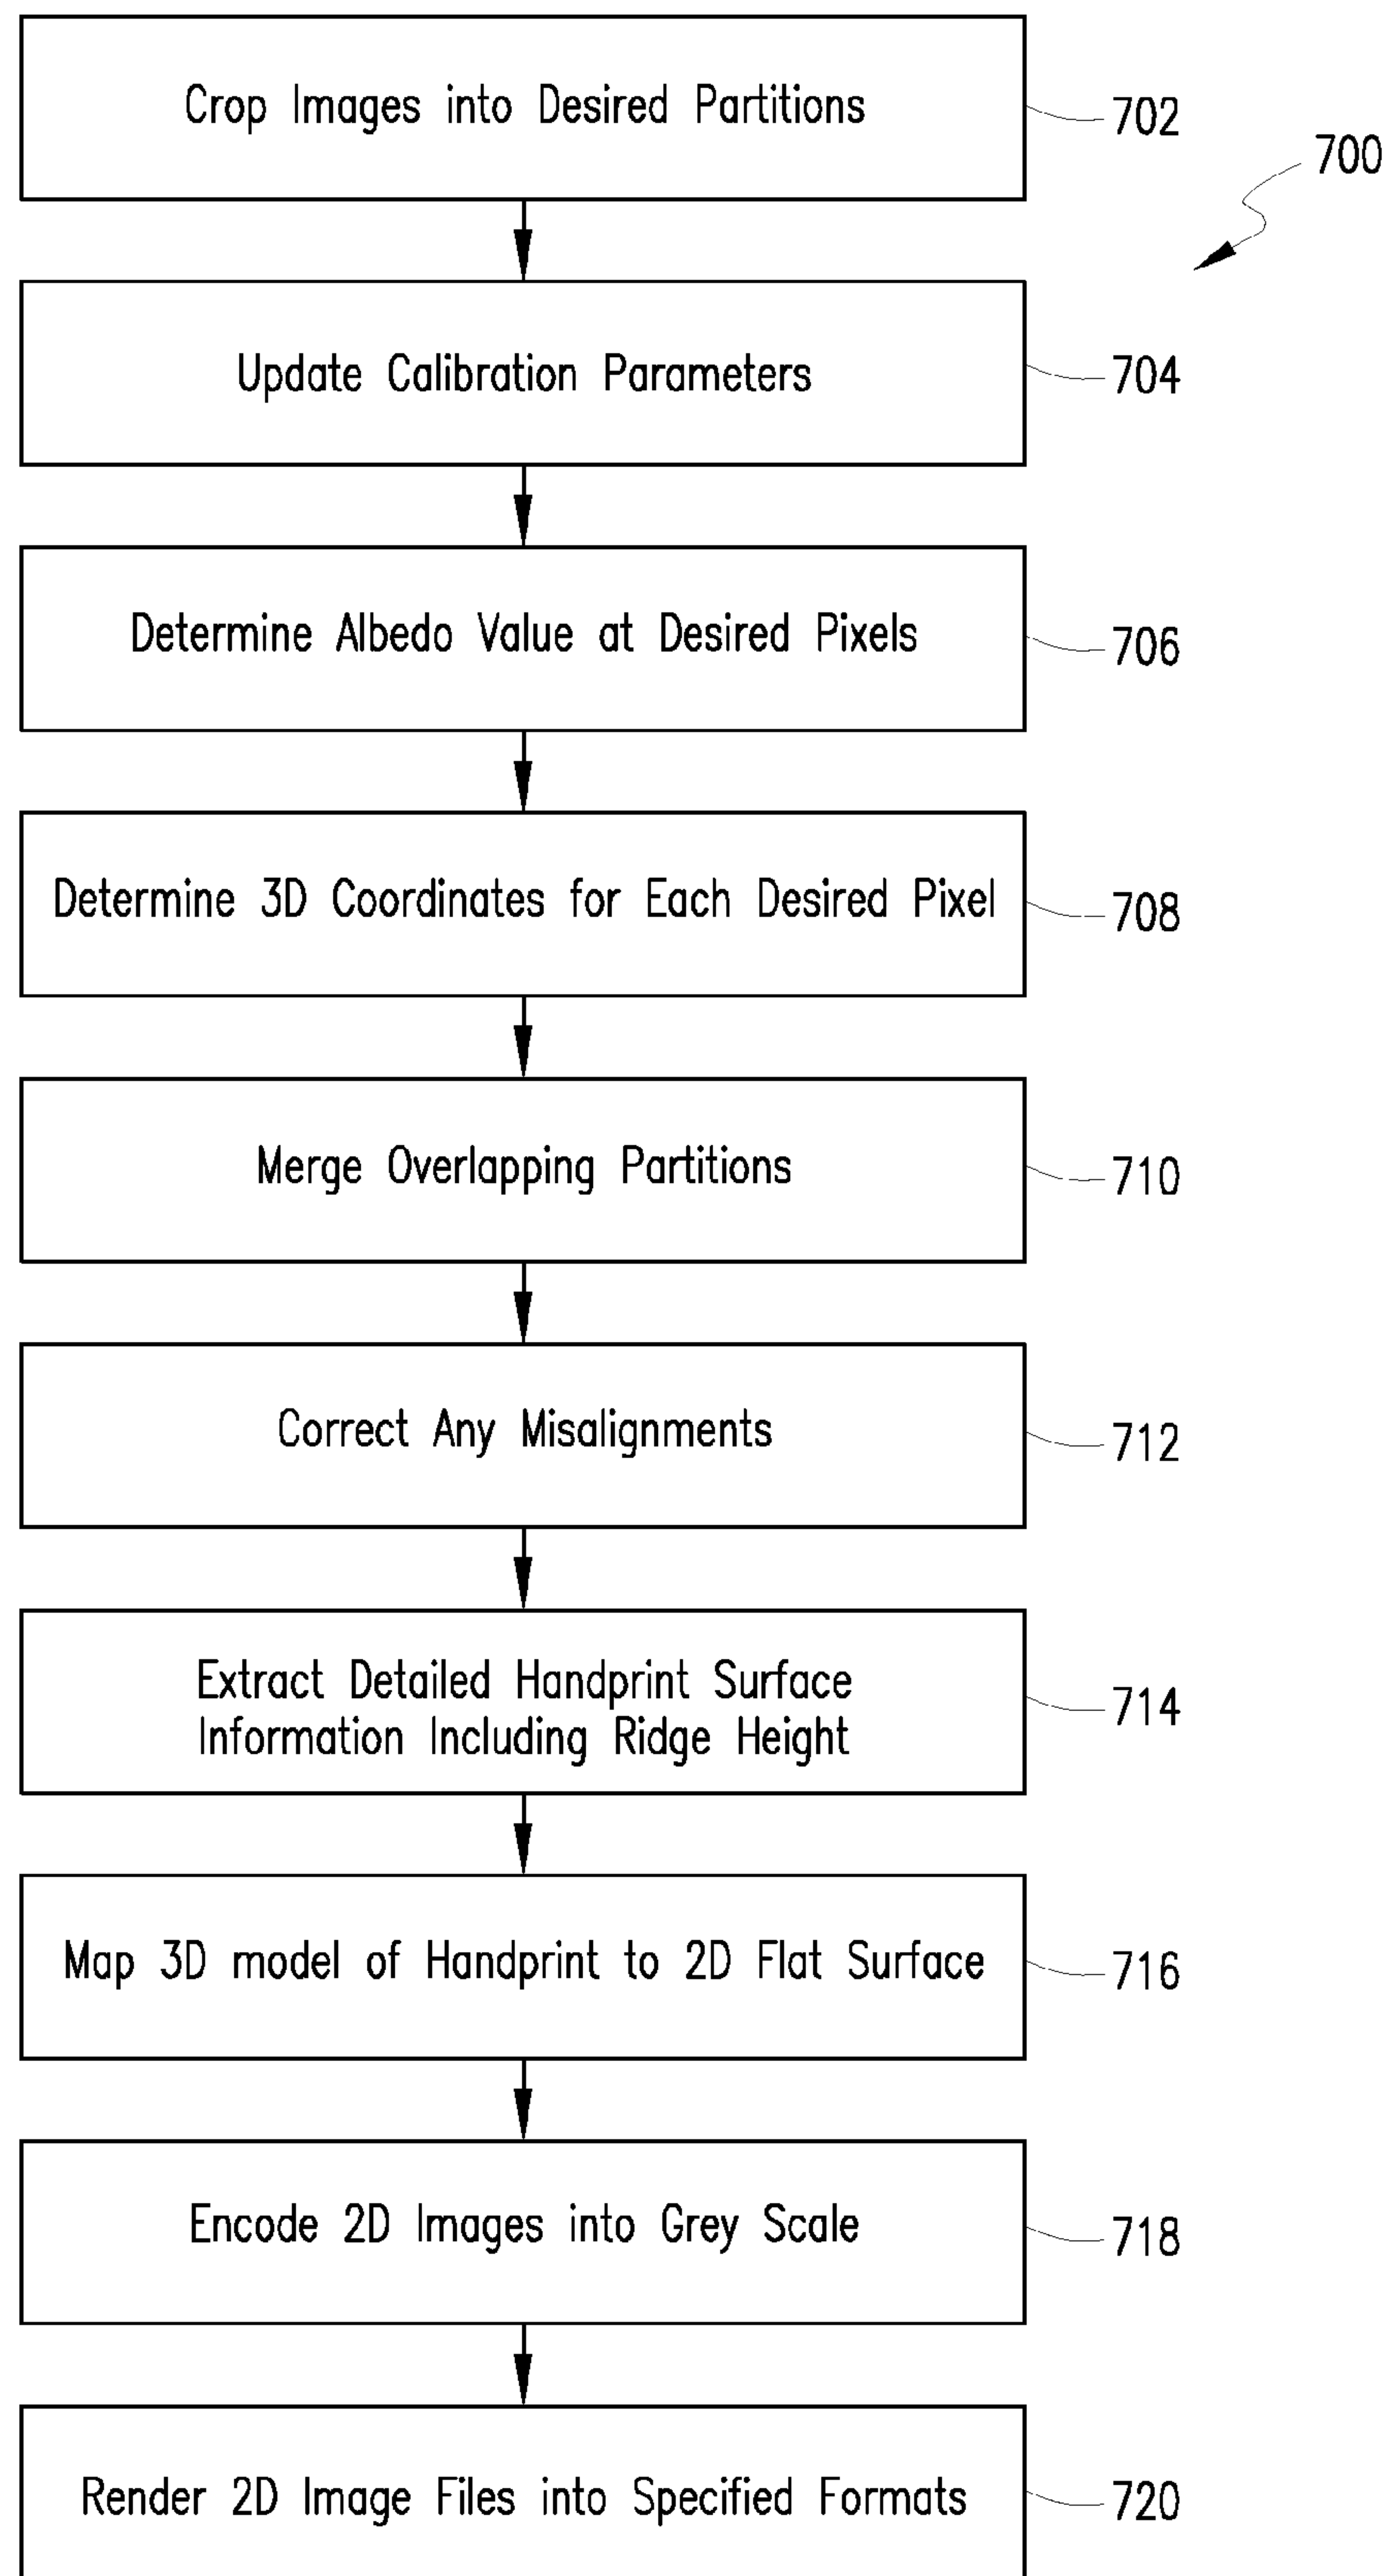 Crop Images into Desired Partitions
702
700
Update Calibration Parameters
704
Determine Albedo Value at Desired Pixels
706
Determine 3D Coordinates for Each Desired Pixel
708
Merge Overlapping Partitions
710
Correct Any Misalignments
712
Extract Detailed Handprint Surface
Information Including Ridge Height
714
Map 3D model of Handprint to 2D Flat Surface
716
Encode 2D Images into Grey Scale
718
Render 2D Image Files into Specified Formats
720